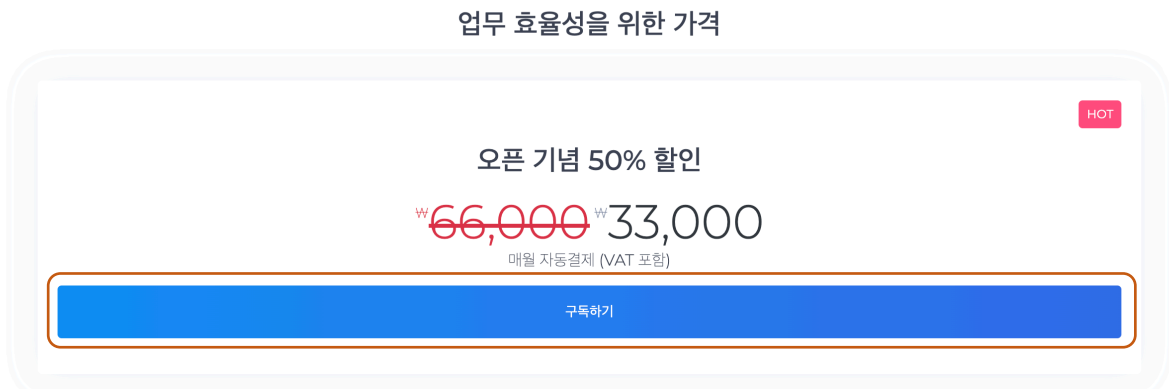 업무 효율성을 위한 가격
HOT
오픈 기념 50% 할인
₩66,000 ₩33,000
매월 자동결제 (VAT 포함)
구독하기